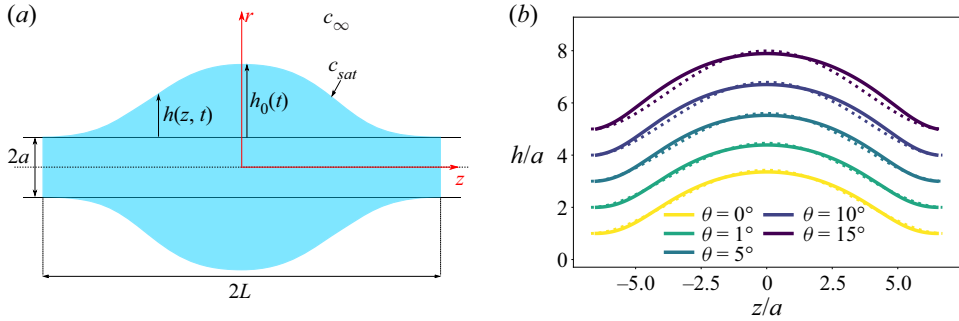 (a)
r
c∞
c_sat
h(z, t)
h₀(t)
2a
z
2L
(b)
h/a
8
6
4
2
0
θ = 0°
θ = 1°
θ = 5°
θ = 10°
θ = 15°
−5.0
−2.5
0
2.5
5.0
z/a